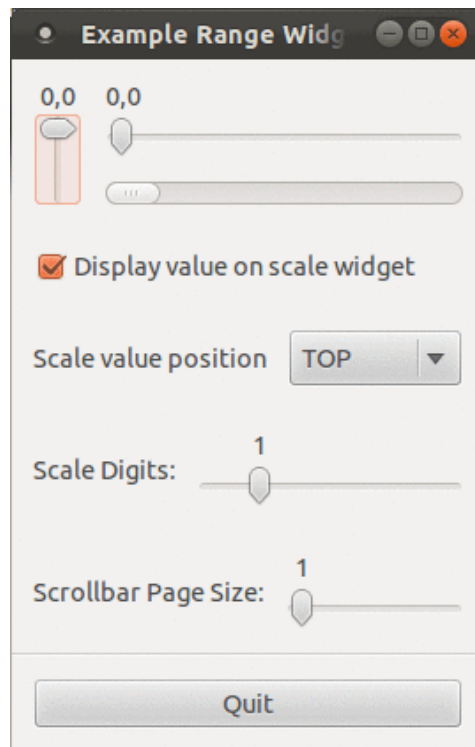 Example Range Widg
0,0 0,0
Display value on scale widget
Scale value position TOP
1
Scale Digits:
1
Scrollbar Page Size:
Quit